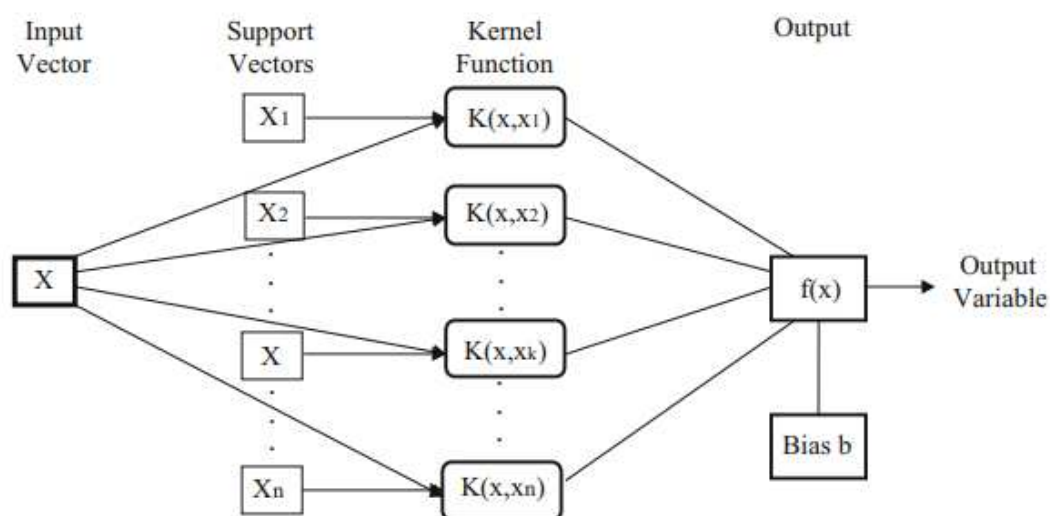 Input
Vector
Support
Vectors
Kernel
Function
Output
X1
K(x,x1)
X2
K(x,x2)
X
f(x)
Output
Variable
X
K(x,xk)
Bias b
Xn
K(x,xn)